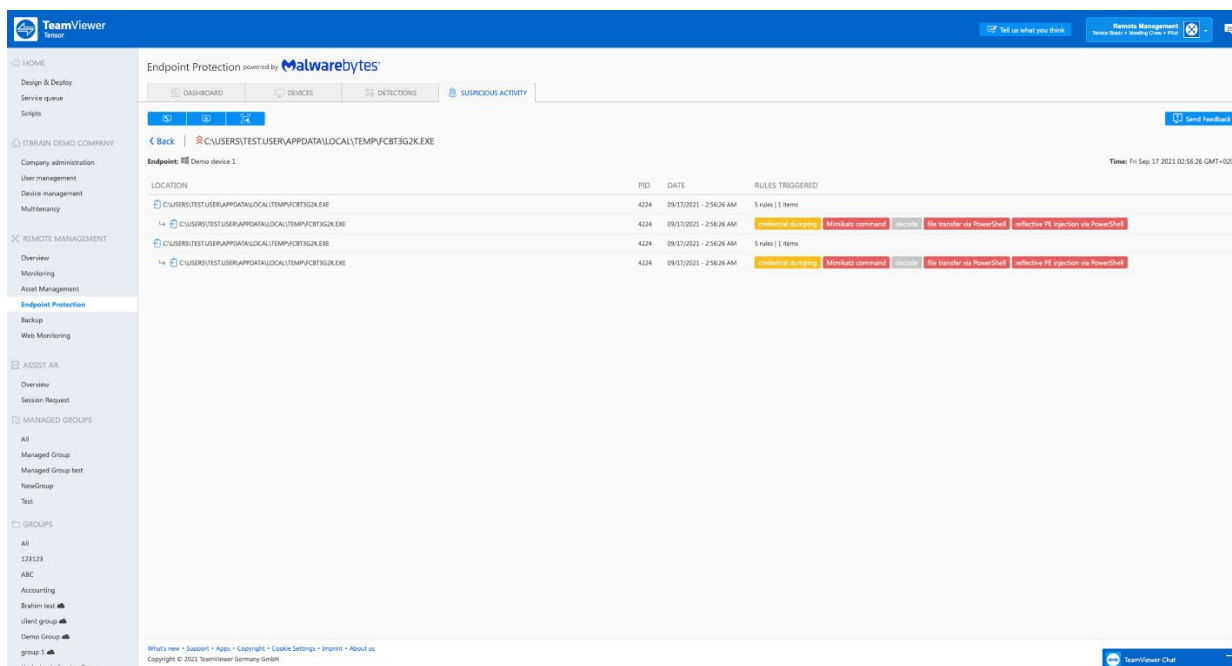 TeamViewer
Tensor
Tell us what you think
Remote Management
Tensor Basic + Meeting Crew + Pilot
HOME
Design & Deploy
Service queue
Scripts
ITBRAIN DEMO COMPANY
Company administration
User management
Device management
Multitenancy
REMOTE MANAGEMENT
Overview
Monitoring
Asset Management
Endpoint Protection
Backup
Web Monitoring
ASSIST AR
Overview
Session Request
MANAGED GROUPS
All
Managed Group
Managed Group test
NewGroup
Test
GROUPS
All
123123
ABC
Accounting
Brahim test
client group
Demo Group
group 1
Endpoint Protection powered by Malwarebytes
DASHBOARD DEVICES DETECTIONS SUSPICIOUS ACTIVITY
Send Feedback
Back C:\USERS\TEST.USER\APPDATA\LOCAL\TEMP\FCBT3G2K.EXE
Endpoint: Demo device 1 Time: Fri Sep 17 2021 02:56:26 GMT+020
LOCATION PID DATE RULES TRIGGERED
C:\USERS\TEST.USER\APPDATA\LOCAL\TEMP\FCBT3G2K.EXE 4224 09/17/2021 - 2:56:26 AM 5 rules | 1 items
C:\USERS\TEST.USER\APPDATA\LOCAL\TEMP\FCBT3G2K.EXE 4224 09/17/2021 - 2:56:26 AM credential dumping Mimikatz command decode file transfer via PowerShell reflective PE injection via PowerShell
C:\USERS\TEST.USER\APPDATA\LOCAL\TEMP\FCBT3G2K.EXE 4224 09/17/2021 - 2:56:26 AM 5 rules | 1 items
C:\USERS\TEST.USER\APPDATA\LOCAL\TEMP\FCBT3G2K.EXE 4224 09/17/2021 - 2:56:26 AM credential dumping Mimikatz command decode file transfer via PowerShell reflective PE injection via PowerShell
What's new • Support • Apps • Copyright • Cookie Settings • Imprint • About us
Copyright © 2021 TeamViewer Germany GmbH
TeamViewer Chat